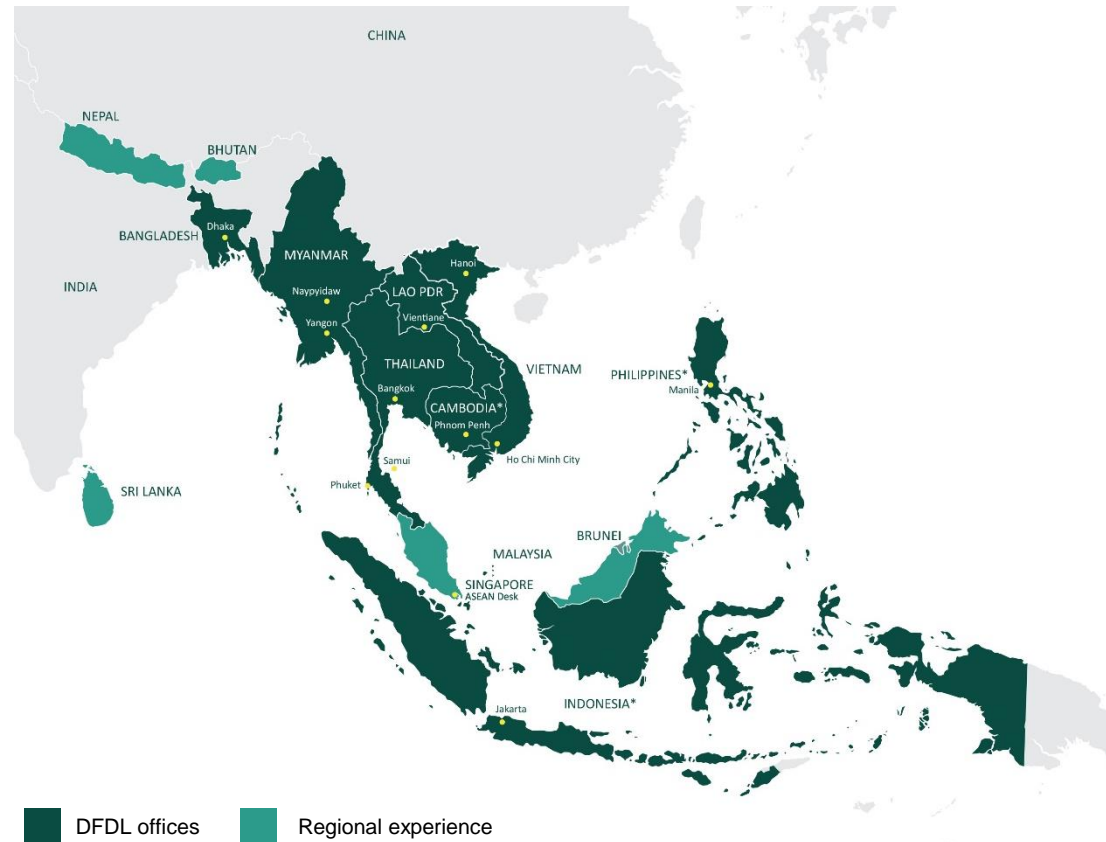 CHINA
NEPAL
BHUTAN
Dhaka
BANGLADESH
MYANMAR
Hanoi
INDIA
Naypyidaw
LAO PDR
Yangon
Vientiane
THAILAND
VIETNAM
PHILIPPINES*
Manila
Bangkok
CAMBODIA*
Phnom Penh
Ho Chi Minh City
Samui
Phuket
SRI LANKA
BRUNEI
MALAYSIA
SINGAPORE
ASEAN Desk
INDONESIA*
Jakarta
DFDL offices
Regional experience